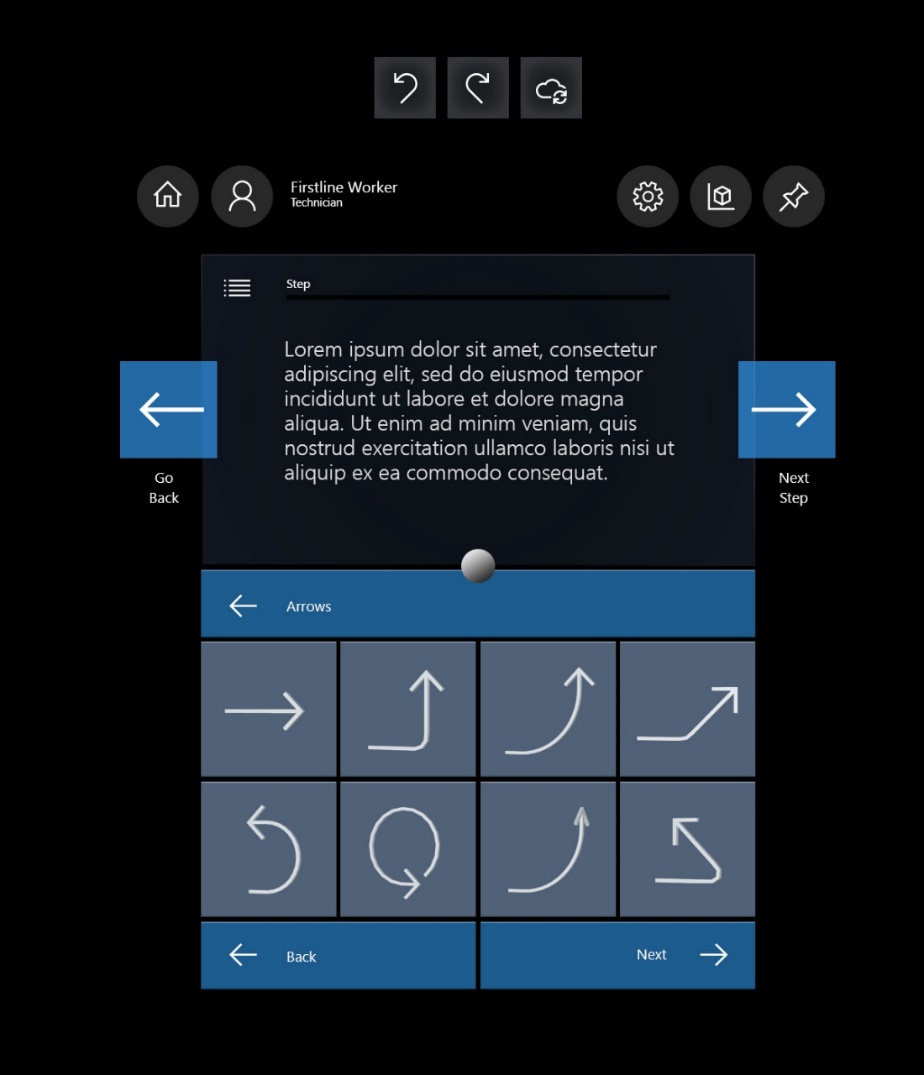 Firstline Worker
Technician
Step
Lorem ipsum dolor sit amet, consectetur
adipiscing elit, sed do eiusmod tempor
incididunt ut labore et dolore magna
aliqua. Ut enim ad minim veniam, quis
nostrud exercitation ullamco laboris nisi ut
aliquip ex ea commodo consequat.
Go
Back
Next
Step
Arrows
Back
Next